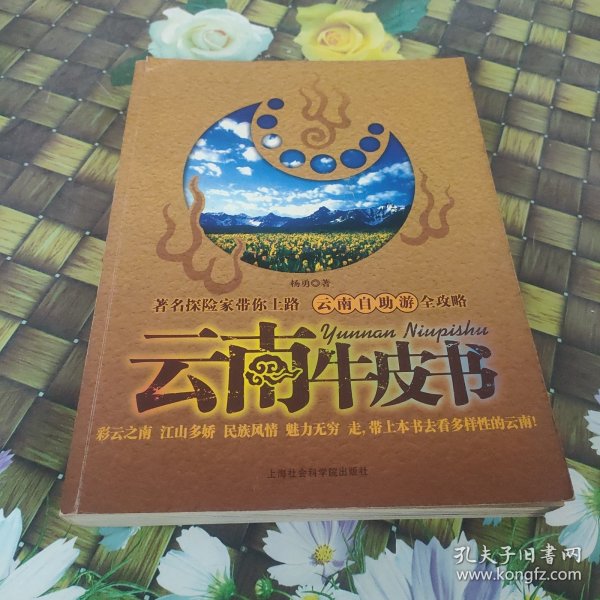 杨勇◎著
著名探险家带你上路 云南自助游全攻略
Yunnan Niupishu
云南牛皮书
彩云之南 江山多娇 民族风情 魅力无穷 走,带上本书去看多样性的云南!
上海社会科学院出版社
孔夫子旧书网
www.kongfz.com